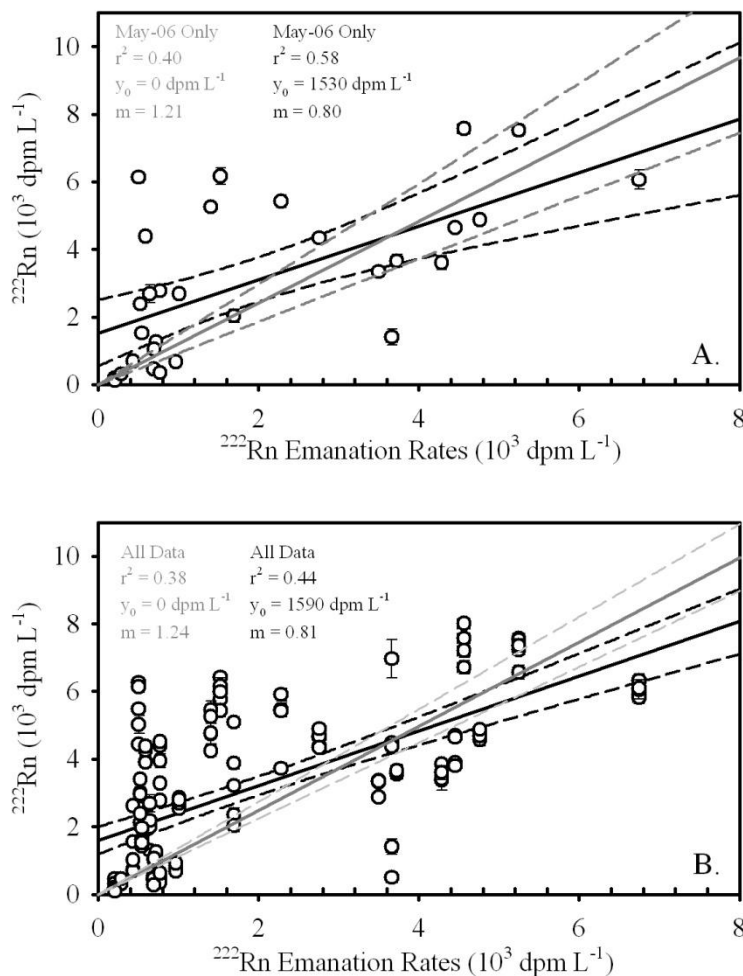 May-06 Only May-06 Only
r² = 0.40 r² = 0.58
y₀ = 0 dpm L⁻¹ y₀ = 1530 dpm L⁻¹
m = 1.21 m = 0.80
10
8
6
4
2
0
²²²Rn (10³ dpm L⁻¹)
A.
0 2 4 6 8
²²²Rn Emanation Rates (10³ dpm L⁻¹)
All Data All Data
r² = 0.38 r² = 0.44
y₀ = 0 dpm L⁻¹ y₀ = 1590 dpm L⁻¹
m = 1.24 m = 0.81
10
8
6
4
2
0
²²²Rn (10³ dpm L⁻¹)
B.
0 2 4 6 8
²²²Rn Emanation Rates (10³ dpm L⁻¹)